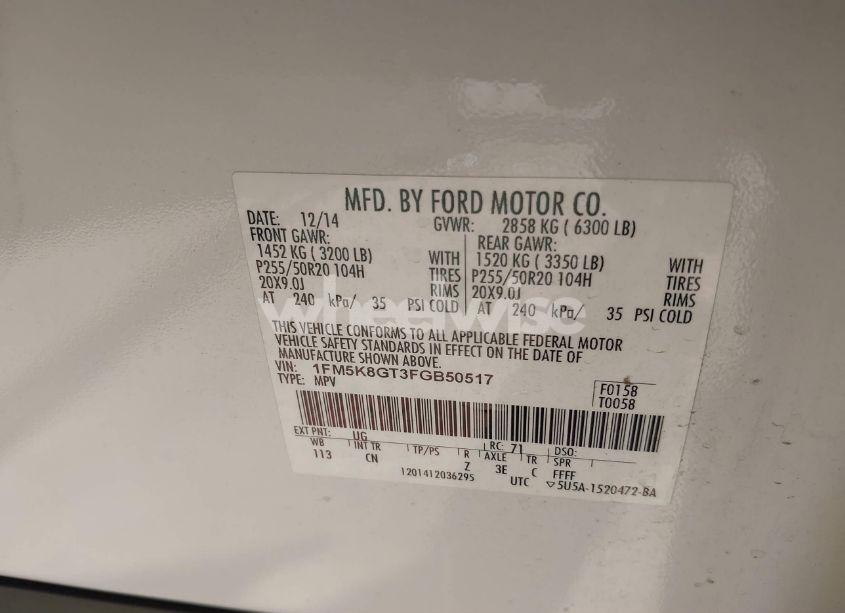 MFD. BY FORD MOTOR CO.
DATE: 12/14 GVWR: 2858 KG ( 6300 LB)
FRONT GAWR: REAR GAWR:
1452 KG ( 3200 LB) WITH 1520 KG ( 3350 LB) WITH
P255/50R20 104H TIRES P255/50R20 104H TIRES
20X9.0J RIMS 20X9.0J RIMS
AT 240 kPa/ 35 PSI COLD AT 240 kPa/ 35 PSI COLD
wheelwise
THIS VEHICLE CONFORMS TO ALL APPLICABLE FEDERAL MOTOR
VEHICLE SAFETY STANDARDS IN EFFECT ON THE DATE OF
MANUFACTURE SHOWN ABOVE.
VIN: 1FM5K8GT3FGB50517
TYPE: MPV
F0158
T0058
EXT PNT: UG RC: 71 DSO:
WB INT TR TP/PS R AXLE TR SPR
113 CN Z 3E C FFFF
1201412036295 UTC ▽5U5A-1520472-BA